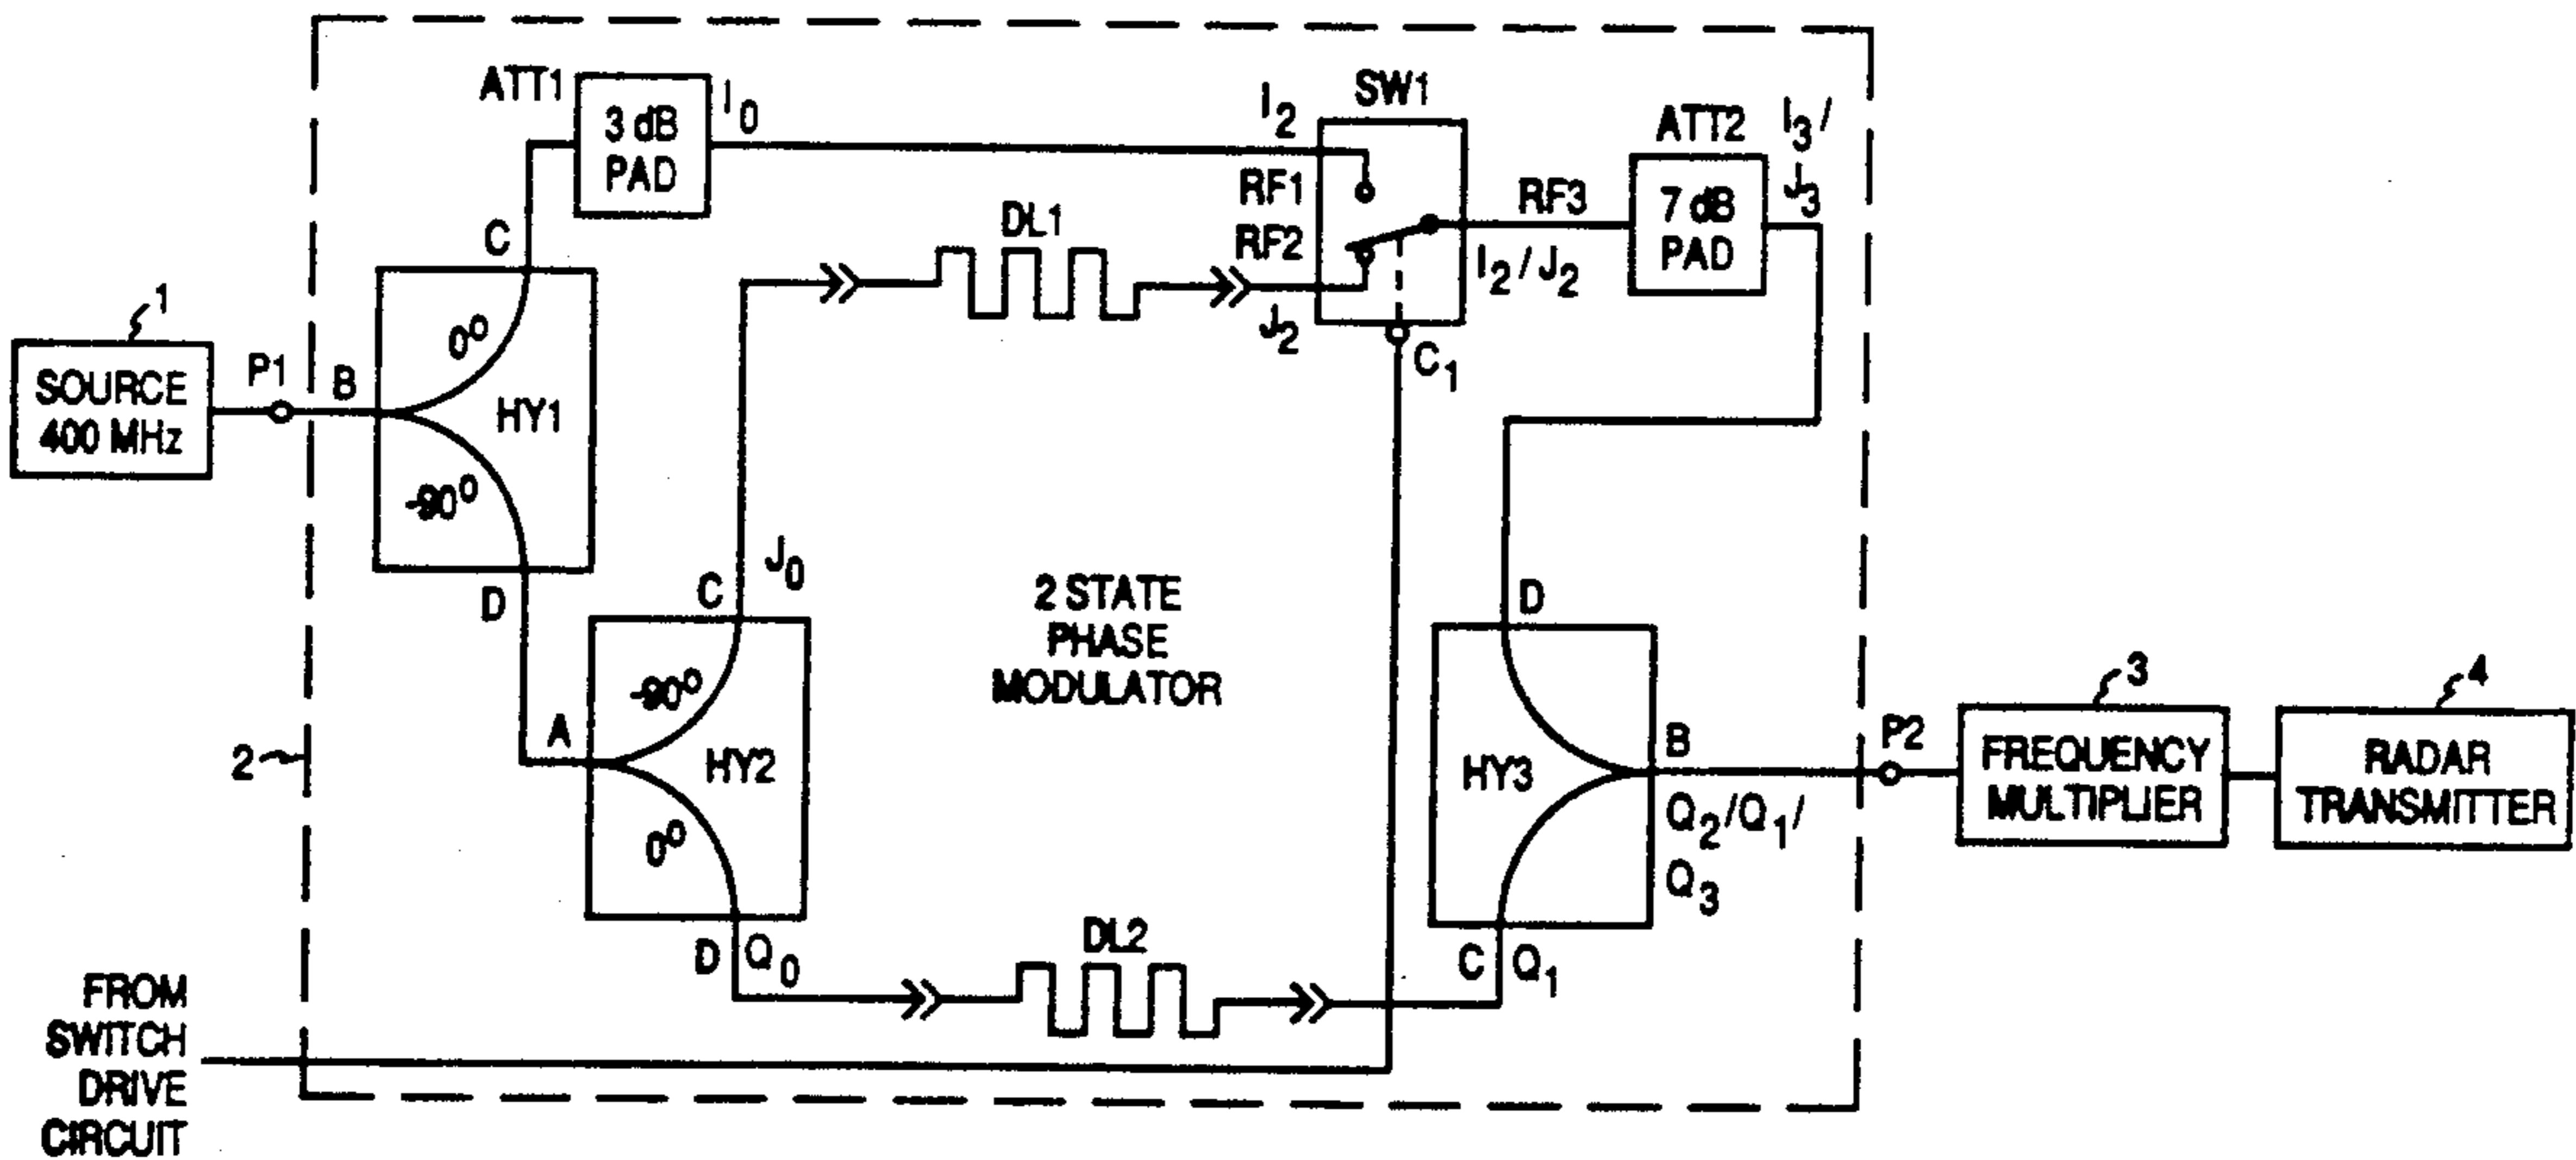 ATT1
3 dB
PAD
I0
I2
SW1
ATT2
I3/
J3
RF1
RF2
RF3
7 dB
PAD
I2/J2
DL1
J2
C1
C
1
SOURCE
400 MHz
P1
B
0°
HY1
-90°
D
J0
C
A
-90°
HY2
0°
D
Q0
2
2 STATE
PHASE
MODULATOR
D
HY3
B
Q2/Q1/
Q3
C
Q1
P2
3
FREQUENCY
MULTIPLIER
4
RADAR
TRANSMITTER
DL2
FROM
SWITCH
DRIVE
CIRCUIT